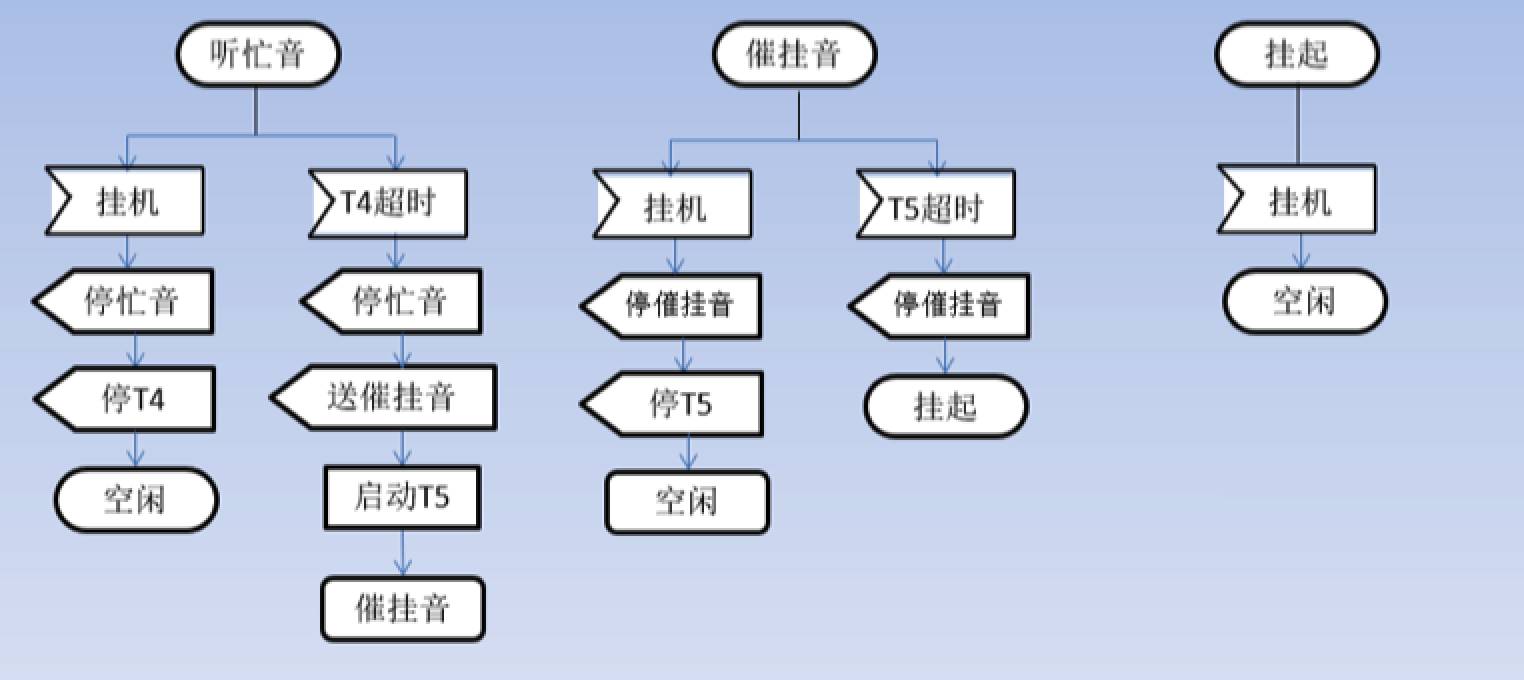 听忙音
挂机
停忙音
停T4
空闲
T4超时
停忙音
送催挂音
启动T5
催挂音
催挂音
挂机
停催挂音
停T5
空闲
T5超时
停催挂音
挂起
挂起
挂机
空闲